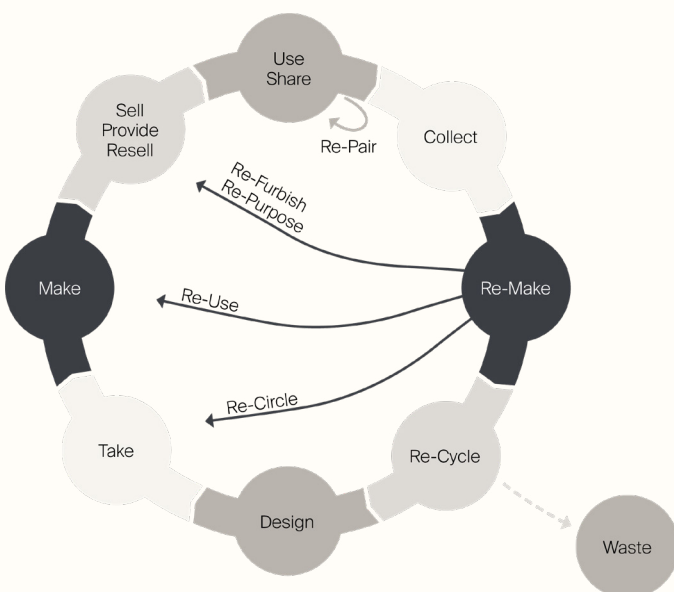 Use
Share
Sell
Provide
Resell
Collect
Re-Pair
Re-Furbish
Re-Purpose
Make
Re-Use
Re-Make
Re-Circle
Take
Re-Cycle
Design
Waste